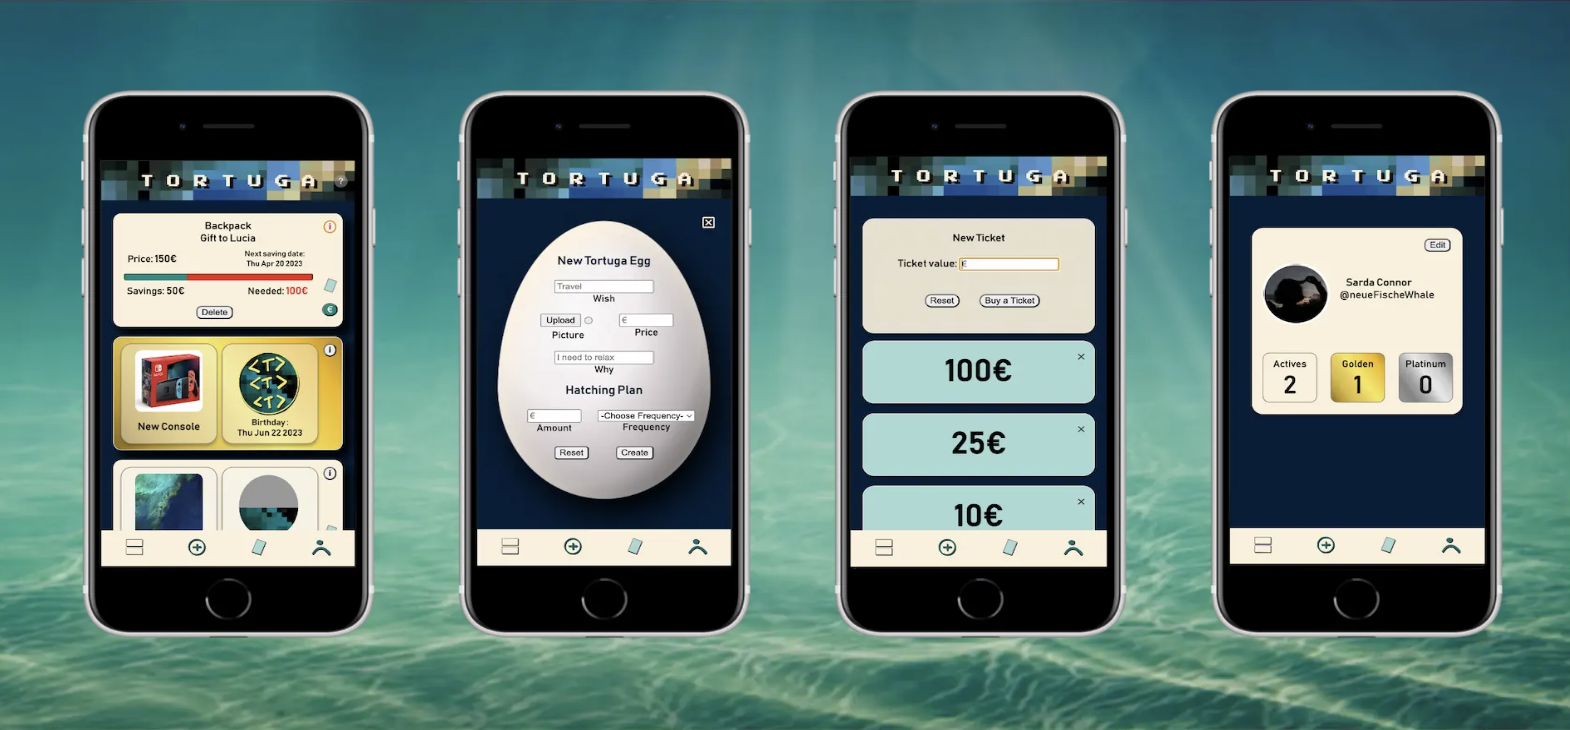 TORTUGA
?
Backpack
Gift to Lucia
i
Price: 150€
Next saving date:
Thu Apr 20 2023
Savings: 50€
Needed: 100€
€
Delete
i
<T>
<T>
<T>
New Console
Birthday:
Thu Jun 22 2023
i
TORTUGA
New Tortuga Egg
Travel
Wish
Upload
€
Picture
Price
I need to relax
Why
Hatching Plan
€
-Choose Frequency-
Amount
Frequency
Reset
Create
TORTUGA
New Ticket
Ticket value: €
Reset
Buy a Ticket
100€
25€
10€
TORTUGA
Edit
Sarda Connor
@neueFischeWhale
Actives
2
Golden
1
Platinum
0